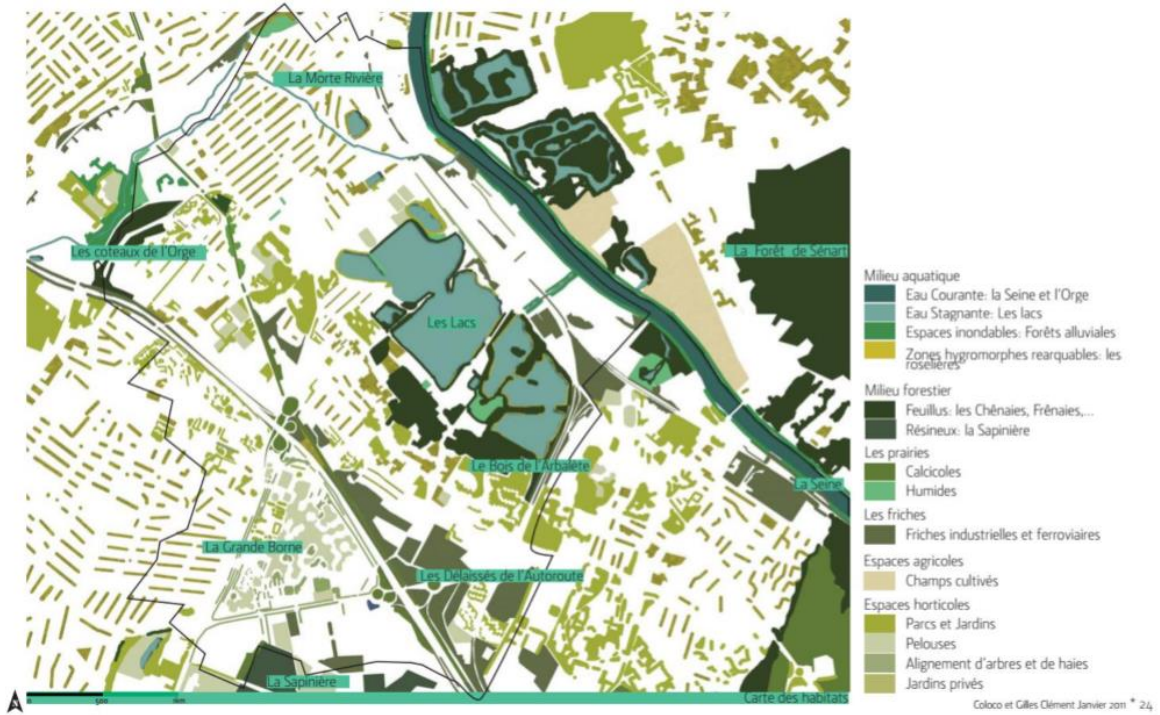 La Morte Rivière
Les coteaux de l'Orge
La Forêt de Sénart
Les Lacs
Le Bois de l'Arbalète
La Seine
La Grande Borne
Les Délaissés de l'Autoroute
La Sapinière
Carte des habitats
0 500
Milieu aquatique
Eau Courante: la Seine et l'Orge
Eau Stagnante: Les lacs
Espaces inondables: Forêts alluviales
Zones hygromorphes rearquables: les
roselières
Milieu forestier
Feuillus: les Chênaies, Frênaies,...
Résineux: la Sapinière
Les prairies
Calcicoles
Humides
Les friches
Friches industrielles et ferroviaires
Espaces agricoles
Champs cultivés
Espaces horticoles
Parcs et Jardins
Pelouses
Alignement d'arbres et de haies
Jardins privés
Coloco et Gilles Clément Janvier 2011 * 24